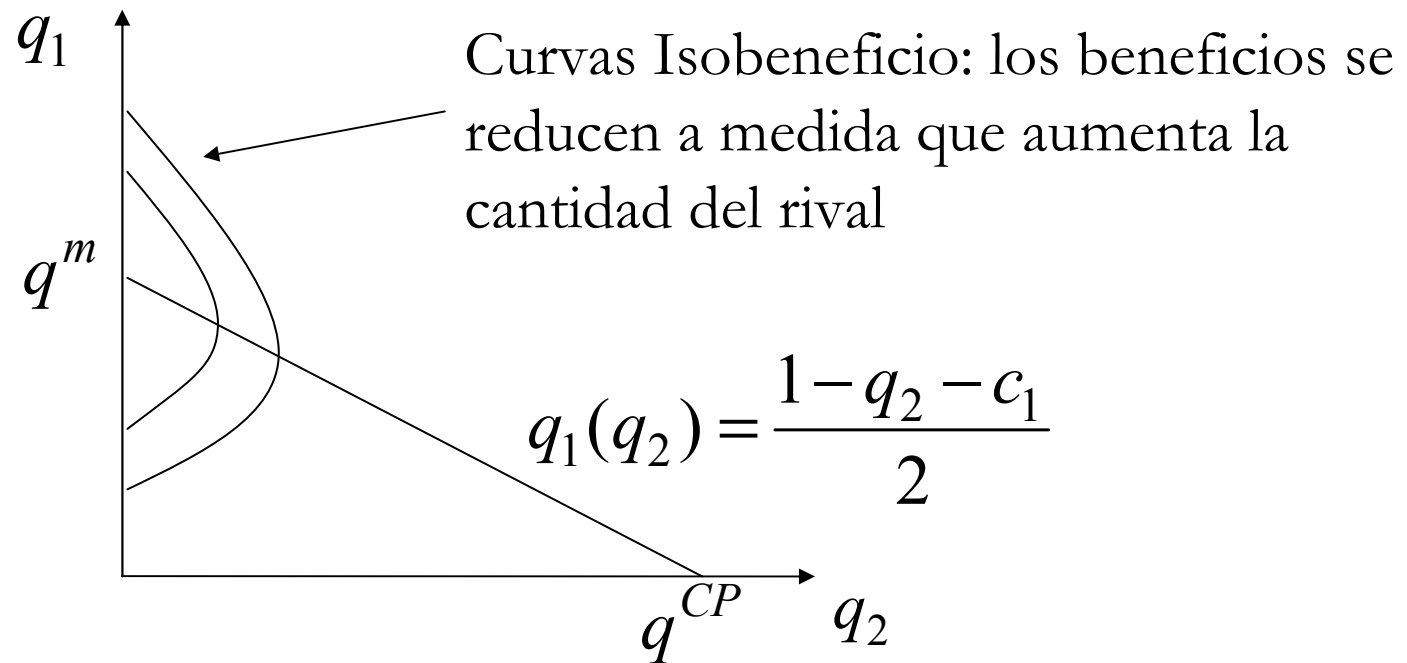 q₁
Curvas Isobeneficio: los beneficios se
reducen a medida que aumenta la
cantidad del rival
qᵐ
q₁(q₂) = (1 − q₂ − c₁) / 2
q^CP
q₂